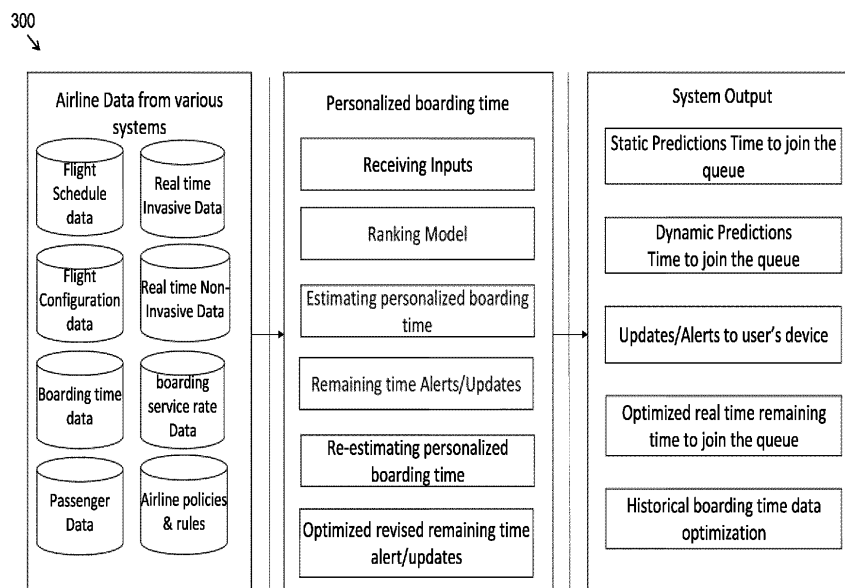 300
Airline Data from various
systems
Flight
Schedule
data
Real time
Invasive Data
Flight
Configuration
data
Real time Non-
Invasive Data
Boarding time
data
boarding
service rate
Data
Passenger
Data
Airline policies
& rules
Personalized boarding time
Receiving Inputs
Ranking Model
Estimating personalized boarding
time
Remaining time Alerts/Updates
Re-estimating personalized
boarding time
Optimized revised remaining time
alert/updates
System Output
Static Predictions Time to join the
queue
Dynamic Predictions
Time to join the queue
Updates/Alerts to user's device
Optimized real time remaining
time to join the queue
Historical boarding time data
optimization